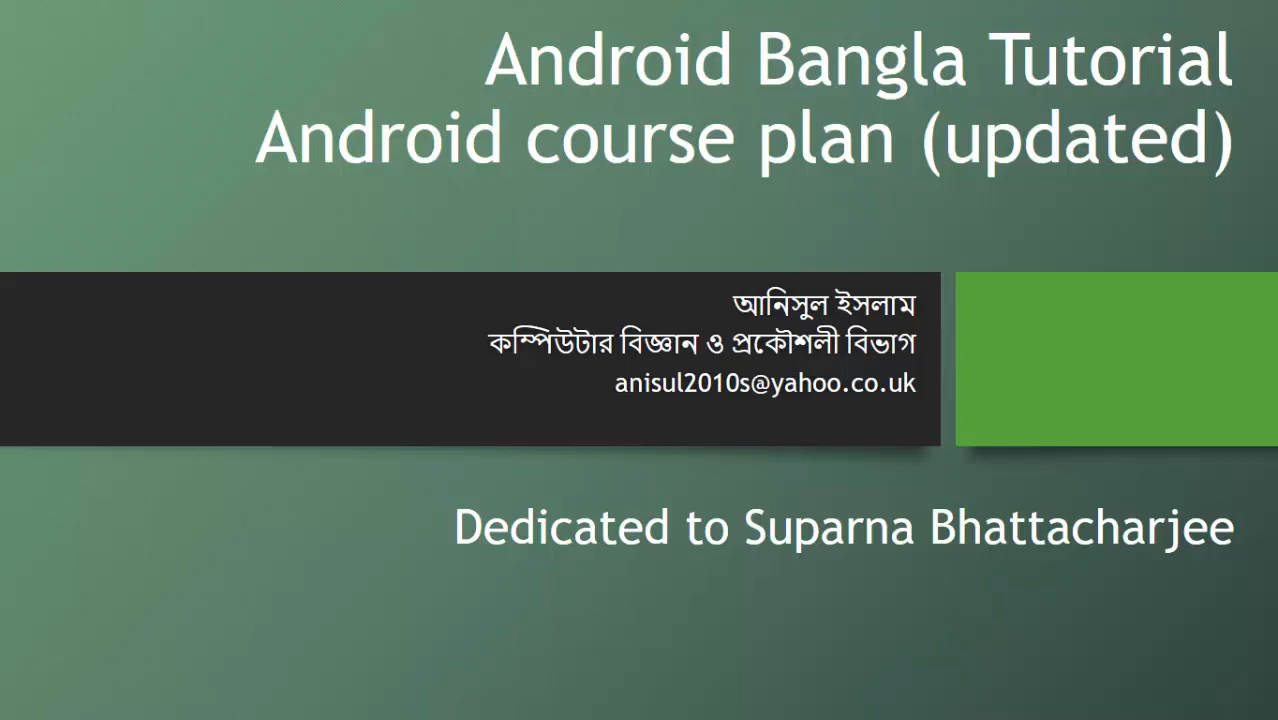 Android Bangla Tutorial
Android course plan (updated)
আনিসুল ইসলাম
কম্পিউটার বিজ্ঞান ও প্রকৌশলী বিভাগ
anisul2010s@yahoo.co.uk
Dedicated to Suparna Bhattacharjee